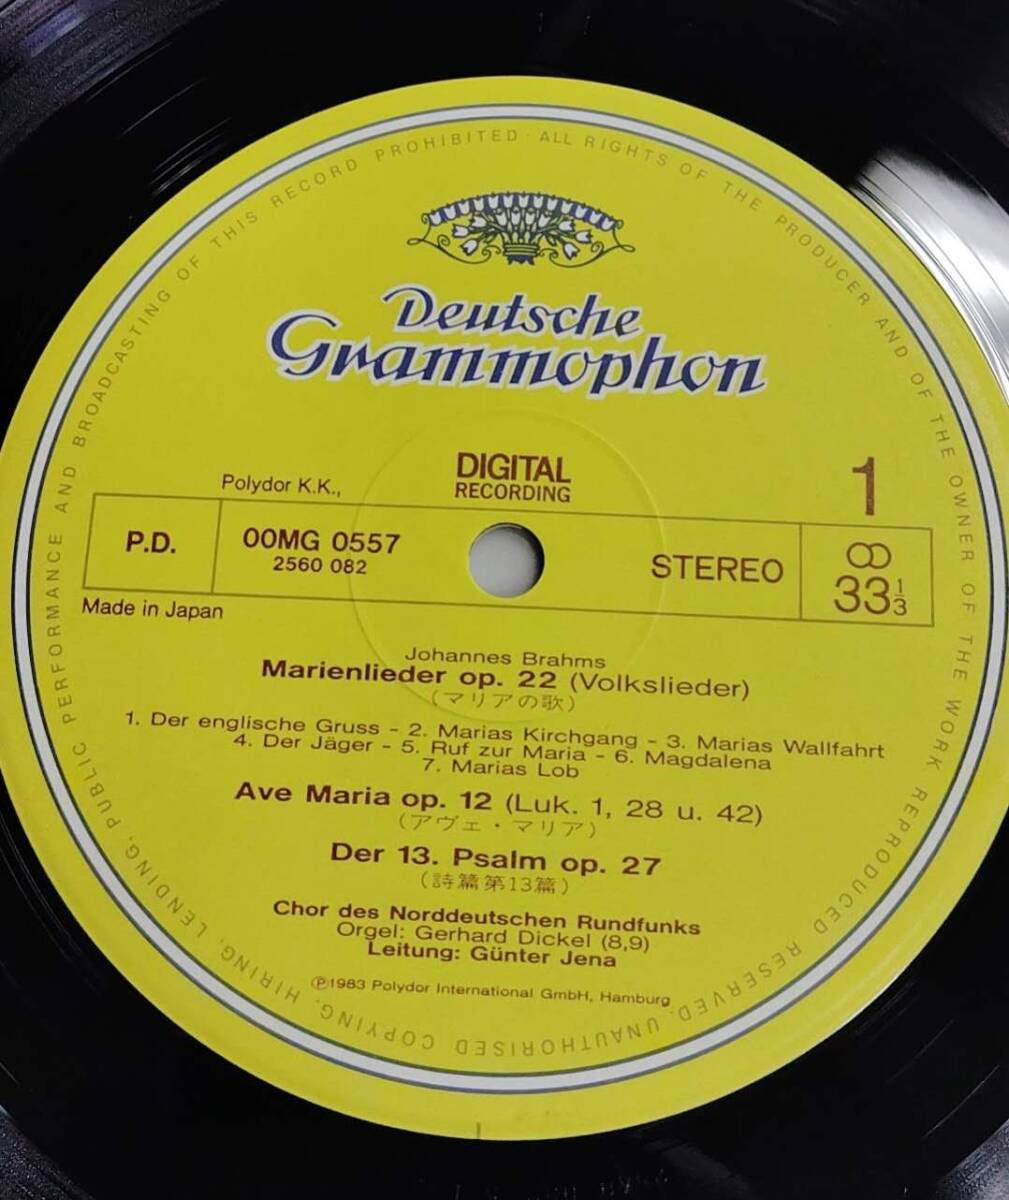 PUBLIC PERFORMANCE AND BROADCASTING OF THIS RECORD PROHIBITED · ALL RIGHTS OF THE PRODUCER AND OF THE OWNER OF THE WORK REPRODUCED RESERVED, UNAUTHORISED COPYING, HIRING, LENDING,
Deutsche
Grammophon
DIGITAL
RECORDING
1
Polydor K.K.,
P.D.
OOMG 0557
2560 082
STEREO
33 1/3
Made in Japan
Johannes Brahms
Marienlieder op. 22 (Volkslieder)
(マリアの歌)
1. Der englische Gruss - 2. Marias Kirchgang - 3. Marias Wallfahrt
4. Der Jäger - 5. Ruf zur Maria - 6. Magdalena
7. Marias Lob
Ave Maria op. 12 (Luk. 1, 28 u. 42)
(アヴェ・マリア)
Der 13. Psalm op. 27
(詩篇第13篇)
Chor des Norddeutschen Rundfunks
Orgel: Gerhard Dickel (8,9)
Leitung: Günter Jena
℗1983 Polydor International GmbH, Hamburg